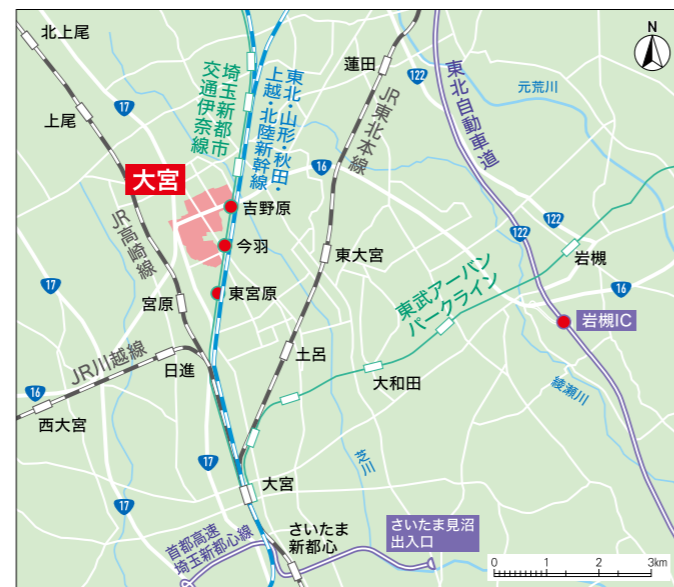 北上尾
上尾
17
埼玉新都市
交通伊奈線
東北・山形・秋田・
上越・北陸新幹線
蓮田
122
JR東北本線
東北自動車道
元荒川
N
大宮
16
吉野原
今羽
東宮原
JR高崎線
宮原
17
東大宮
122
122
岩槻
16
岩槻IC
東武アーバン
パークライン
JR川越線
日進
土呂
大和田
綾瀬川
16
西大宮
17
大宮
芝川
17
首都高速
埼玉新都心線
さいたま
新都心
さいたま見沼
出入口
0 1 2 3km